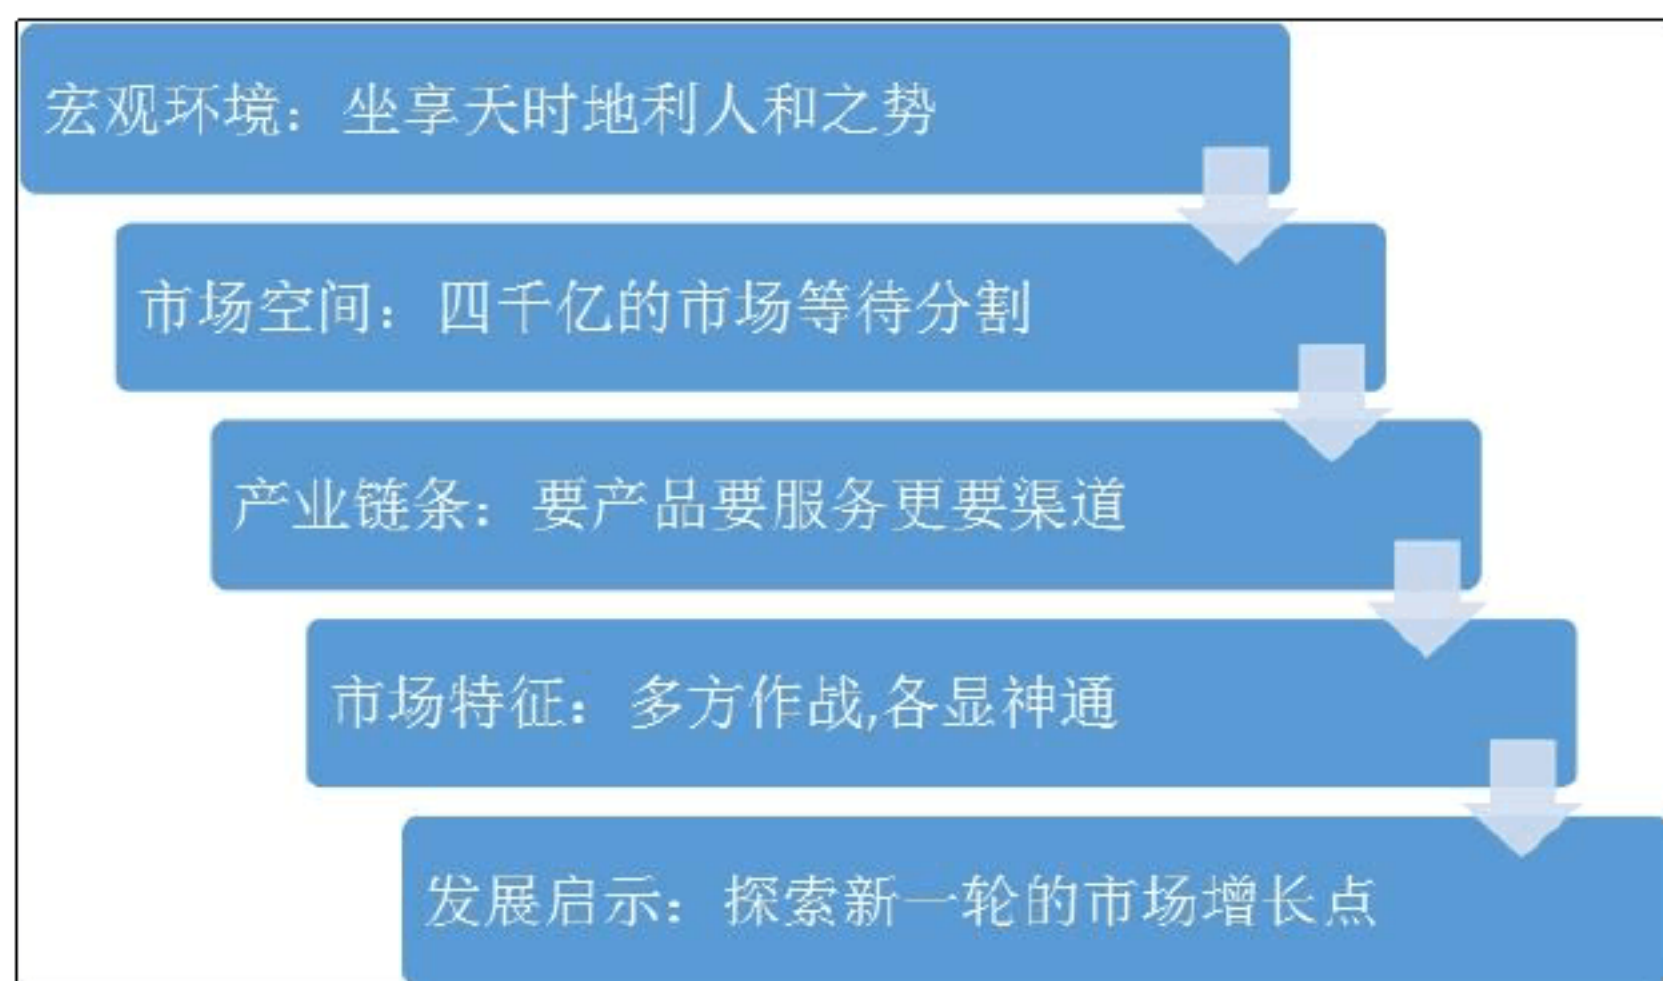 宏观环境：坐享天时地利人和之势
市场空间：四千亿的市场等待分割
产业链条：要产品要服务更要渠道
市场特征：多方作战,各显神通
发展启示：探索新一轮的市场增长点